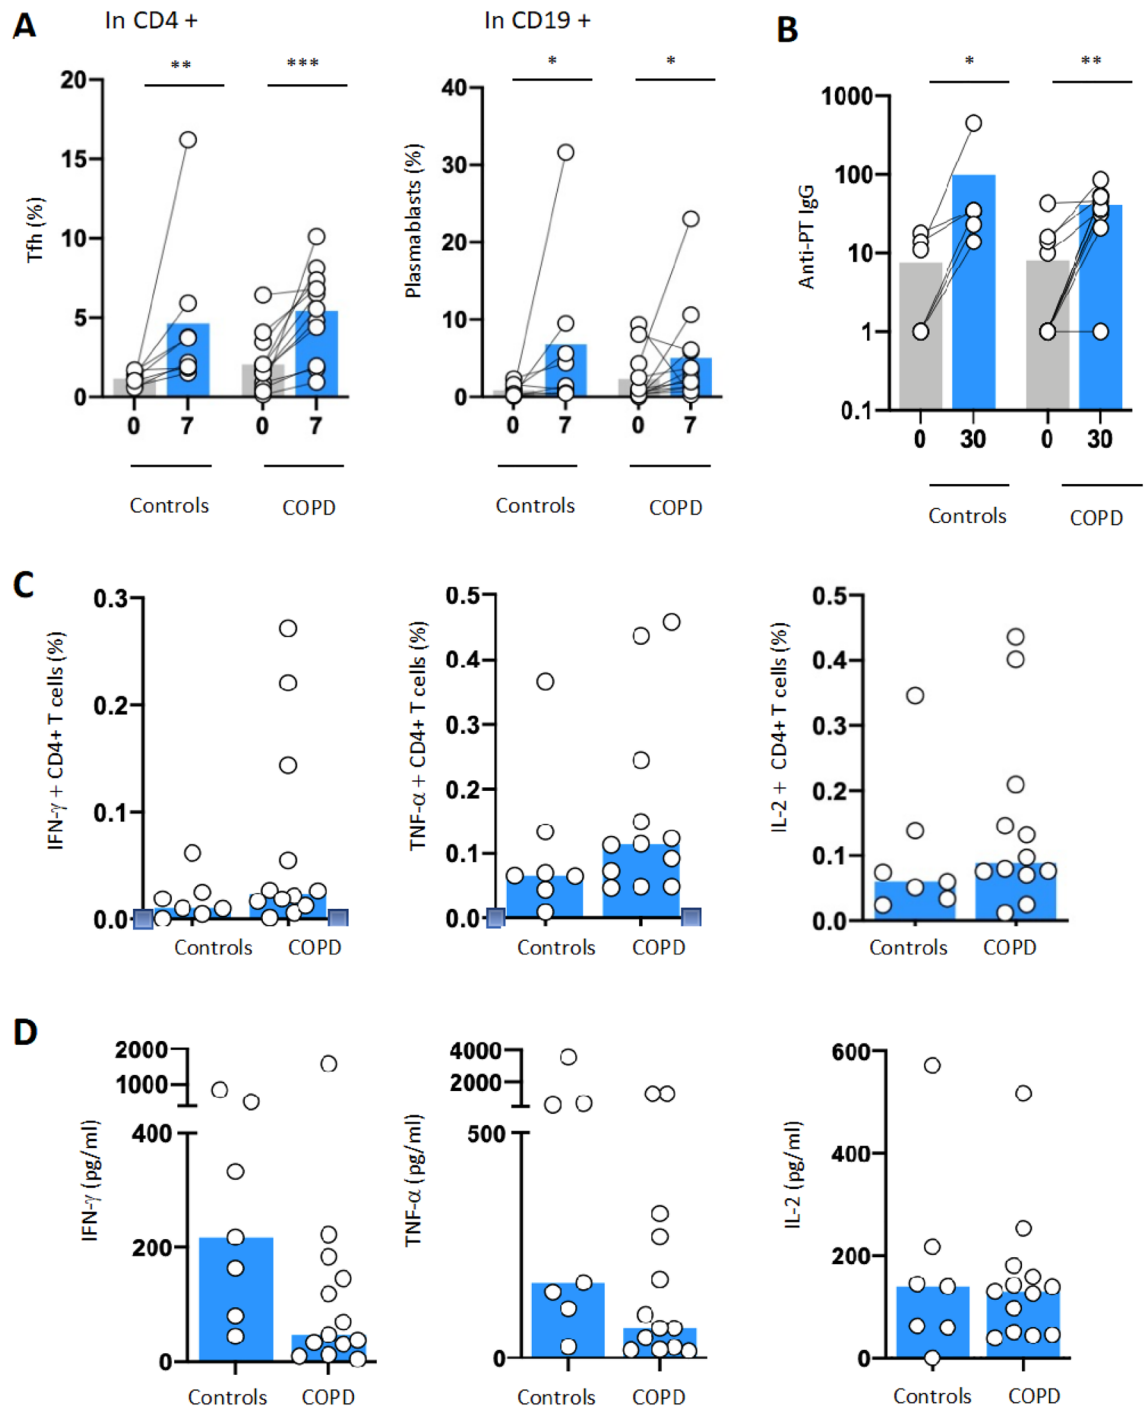 A
In CD4 +
In CD19 +
B
** ***
* *
* **
Tfh (%)
20
15
10
5
0
0 7 0 7
Controls COPD
Plasmablasts (%)
40
30
20
10
0
0 7 0 7
Controls COPD
Anti-PT IgG
1000
100
10
1
0.1
0 30 0 30
Controls COPD
C
IFN-γ + CD4+ T cells (%)
0.3
0.2
0.1
0.0
Controls COPD
TNF-α + CD4+ T cells (%)
0.5
0.4
0.3
0.2
0.1
0.0
Controls COPD
IL-2 + CD4+ T cells (%)
0.5
0.4
0.3
0.2
0.1
0.0
Controls COPD
D
IFN-γ (pg/ml)
2000
1000
400
200
0
Controls COPD
TNF-α (pg/ml)
4000
2000
500
0
Controls COPD
IL-2 (pg/ml)
600
400
200
0
Controls COPD